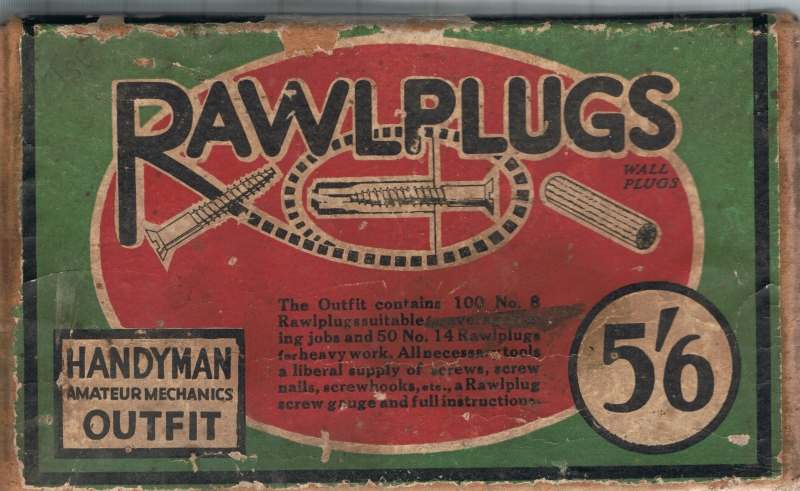 RAWLPLUGS
WALL
PLUGS
The Outfit contains 100 No. 8
Rawlplugs suitable
ing jobs and 50 No. 14 Rawlplugs
for heavy work. All necessary tools
a liberal supply of screws, screw
nails, screwhooks, etc., a Rawlplug
screw gauge and full instructions.
HANDYMAN
AMATEUR MECHANICS
OUTFIT
5'6